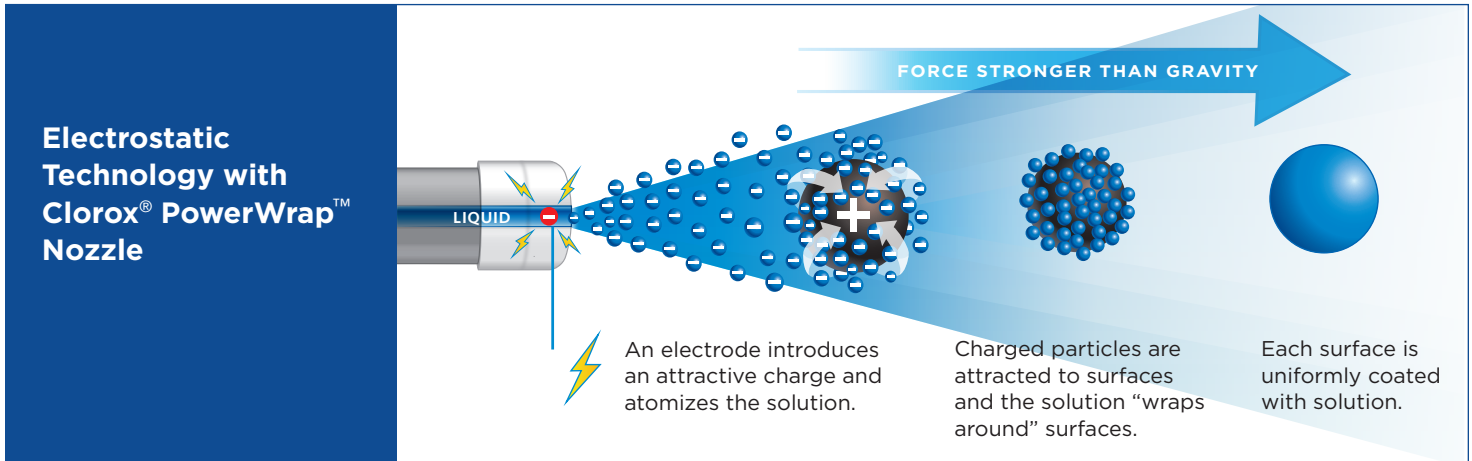 Electrostatic
Technology with
Clorox® PowerWrap™
Nozzle
FORCE STRONGER THAN GRAVITY
LIQUID
An electrode introduces
an attractive charge and
atomizes the solution.
Charged particles are
attracted to surfaces
and the solution “wraps
around” surfaces.
Each surface is
uniformly coated
with solution.